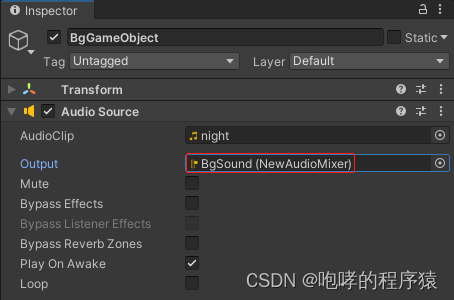 Inspector
BgGameObject Static
Tag Untagged Layer Default
Transform
Audio Source
AudioClip night
Output BgSound (NewAudioMixer)
Mute
Bypass Effects
Bypass Listener Effects
Bypass Reverb Zones
Play On Awake
Loop
CSDN @咆哮的程序猿